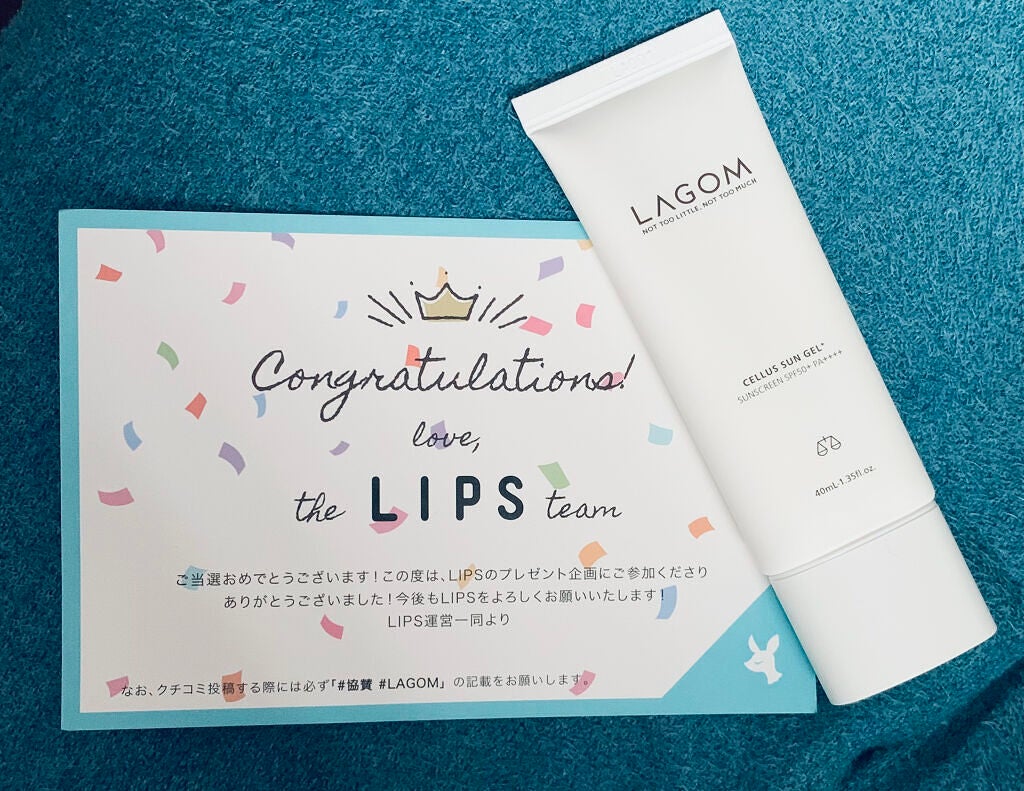 Congratulations!
love,
the LIPS team
ご当選おめでとうございます！この度は、LIPSのプレゼント企画にご参加くださり
ありがとうございました！今後もLIPSをよろしくお願いいたします！
LIPS運営一同より
なお、クチコミ投稿する際には必ず「#協賛 #LAGOM」の記載をお願いします。
LAGOM
NOT TOO LITTLE, NOT TOO MUCH
CELLUS SUN GEL+
SUNSCREEN SPF50+ PA++++
40mL·1.35fl.oz.